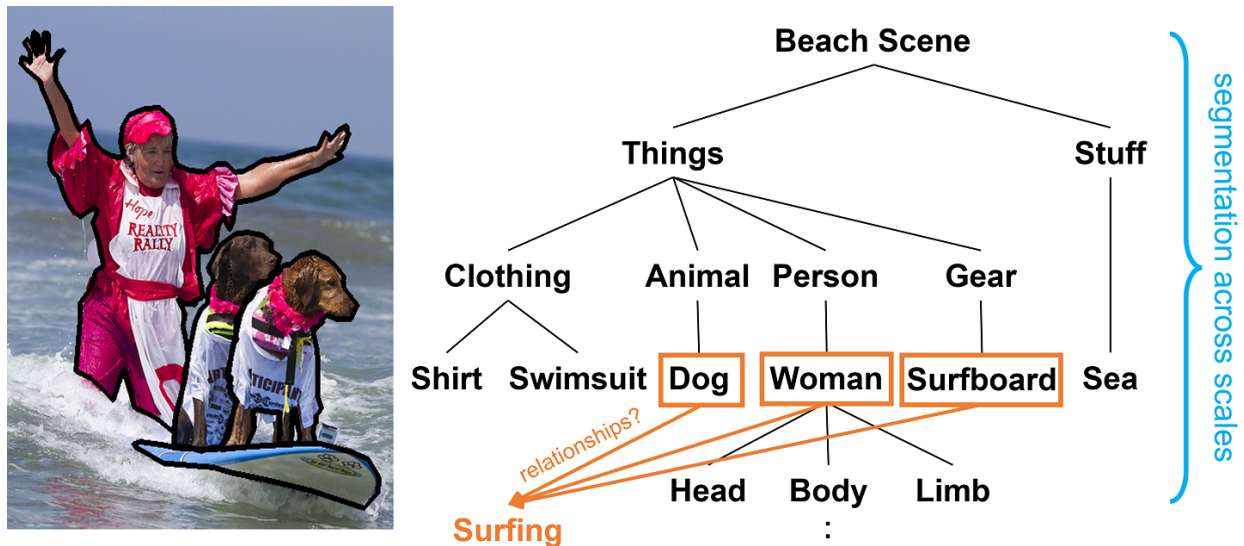 Hope
REALITY
RALLY
Beach Scene
Things
Stuff
Clothing
Animal
Person
Gear
Shirt
Swimsuit
Dog
Woman
Surfboard
Sea
relationships?
Head
Body
Limb
:
Surfing
segmentation across scales